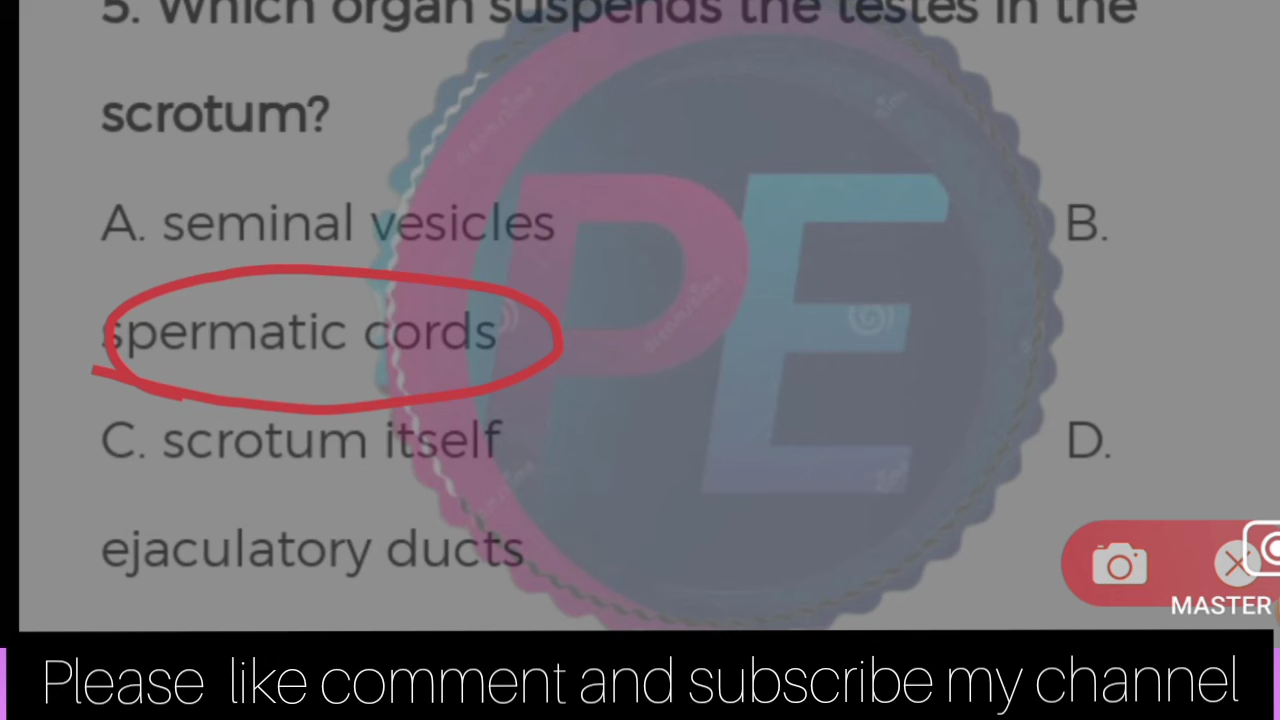 5. Which organ suspends the testes in the
scrotum?
A. seminal vesicles B.
spermatic cords
C. scrotum itself D.
ejaculatory ducts
PE
MASTER
Please like comment and subscribe my channel